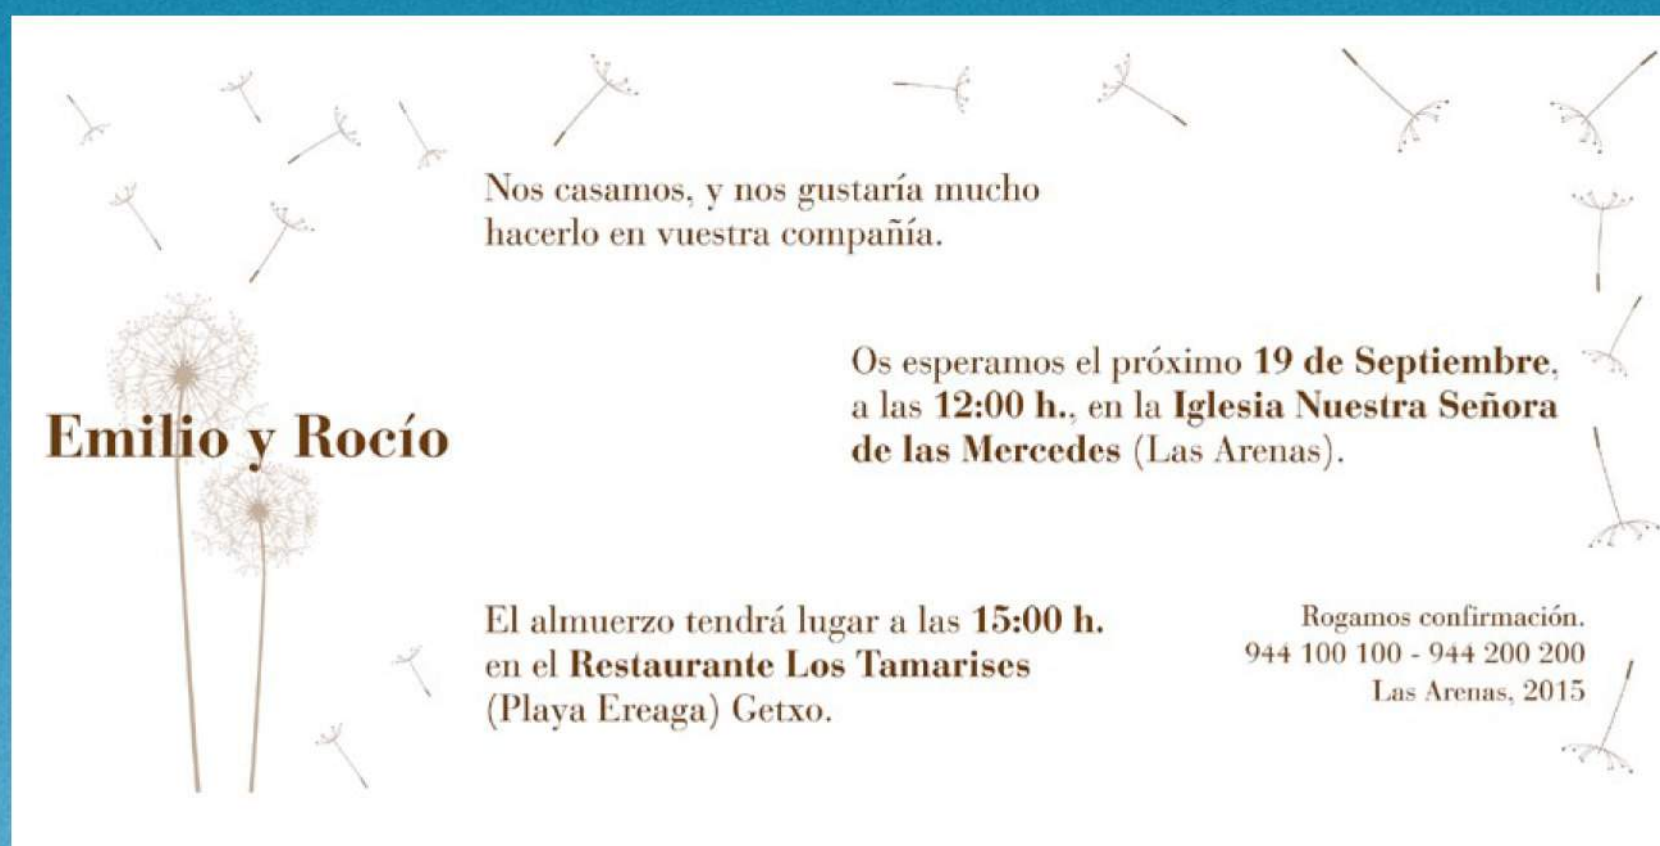 Nos casamos, y nos gustaría mucho
hacerlo en vuestra compañía.
Emilio y Rocío
Os esperamos el próximo 19 de Septiembre,
a las 12:00 h., en la Iglesia Nuestra Señora
de las Mercedes (Las Arenas).
El almuerzo tendrá lugar a las 15:00 h.
en el Restaurante Los Tamarises
(Playa Ereaga) Getxo.
Rogamos confirmación.
944 100 100 - 944 200 200
Las Arenas, 2015